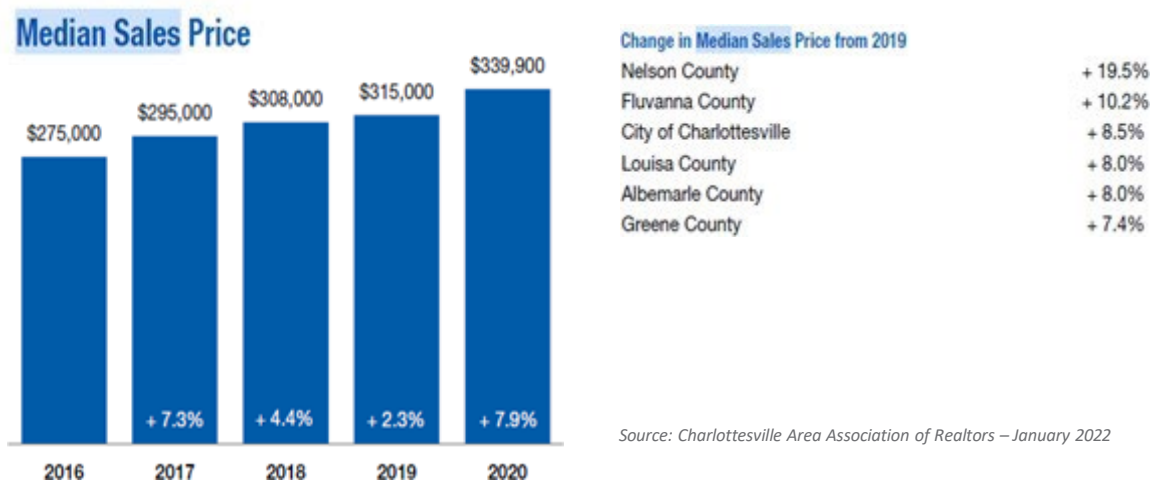 Median Sales Price
$339,900
$315,000
$308,000
$295,000
$275,000
+ 7.3%
+ 4.4%
+ 2.3%
+ 7.9%
2016
2017
2018
2019
2020
Change in Median Sales Price from 2019
Nelson County + 19.5%
Fluvanna County + 10.2%
City of Charlottesville + 8.5%
Louisa County + 8.0%
Albemarle County + 8.0%
Greene County + 7.4%
Source: Charlottesville Area Association of Realtors – January 2022